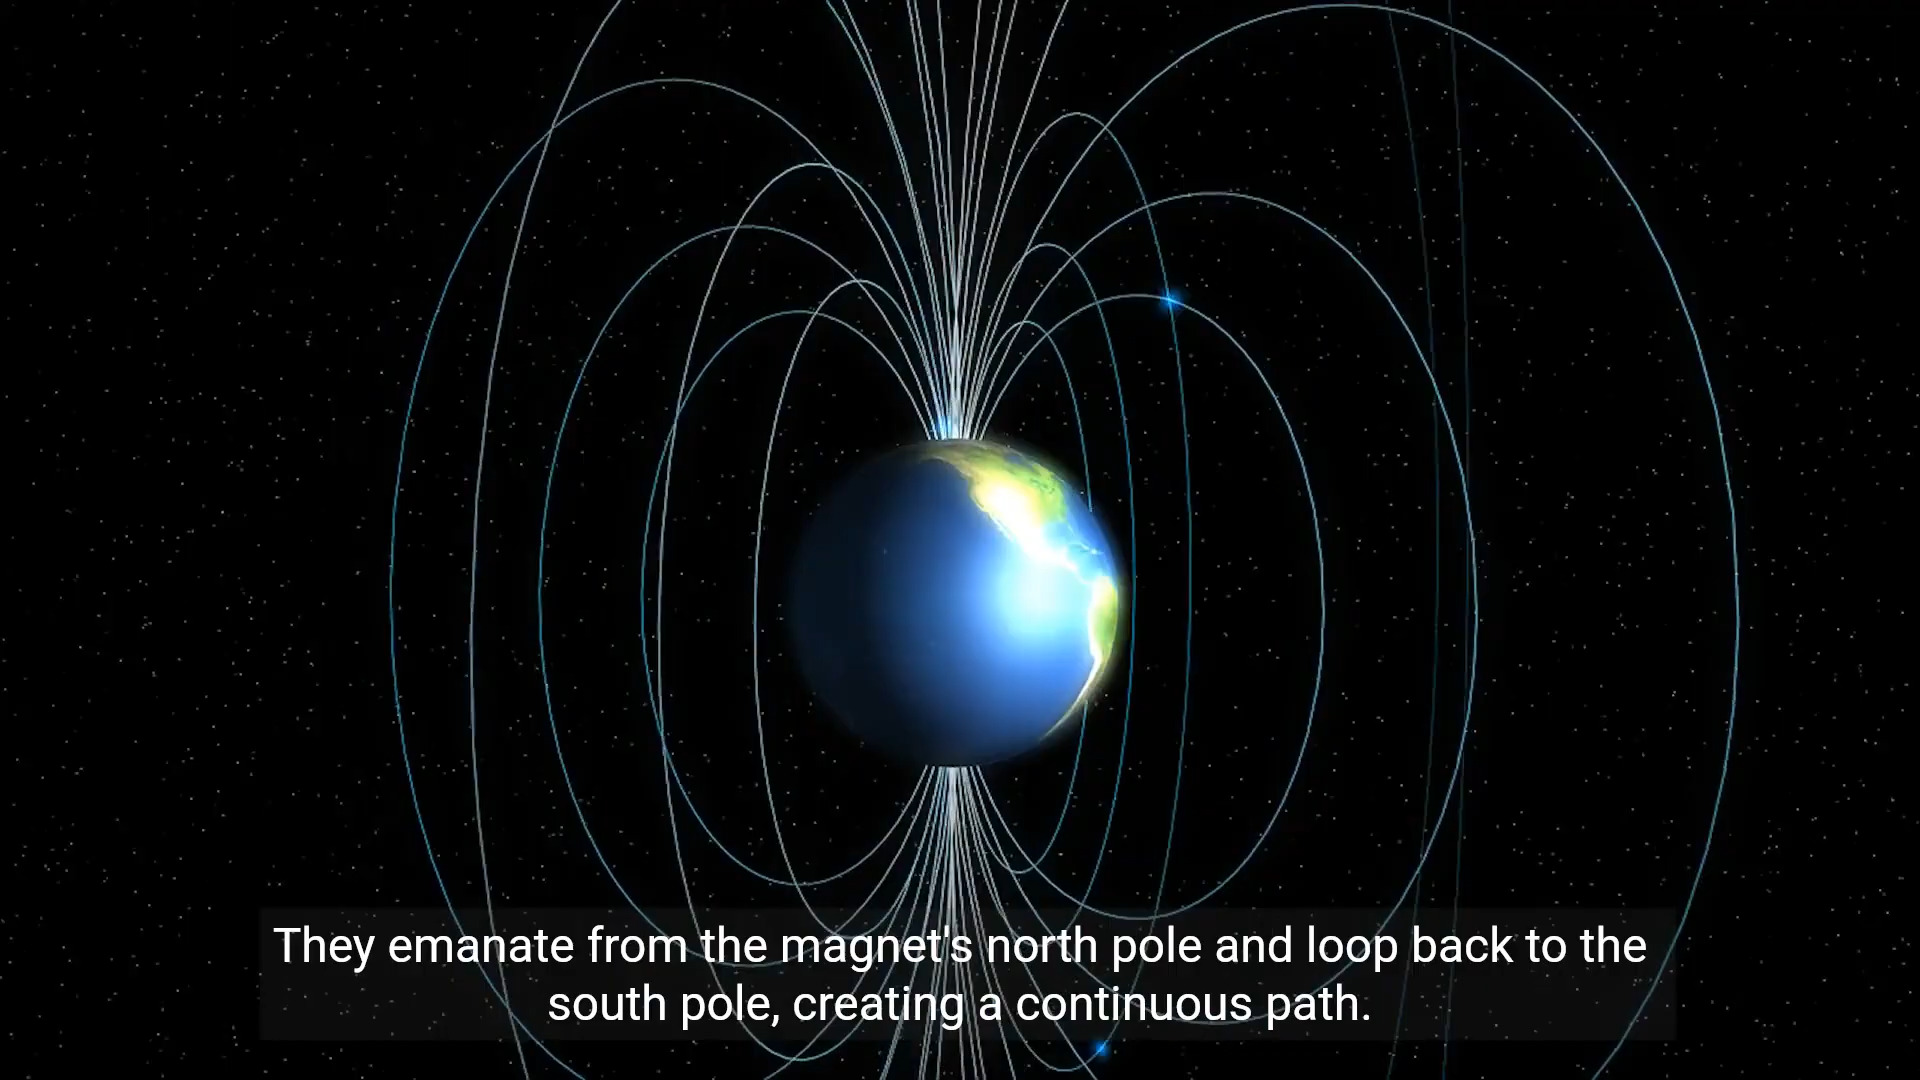 They emanate from the magnet's north pole and loop back to the
south pole, creating a continuous path.